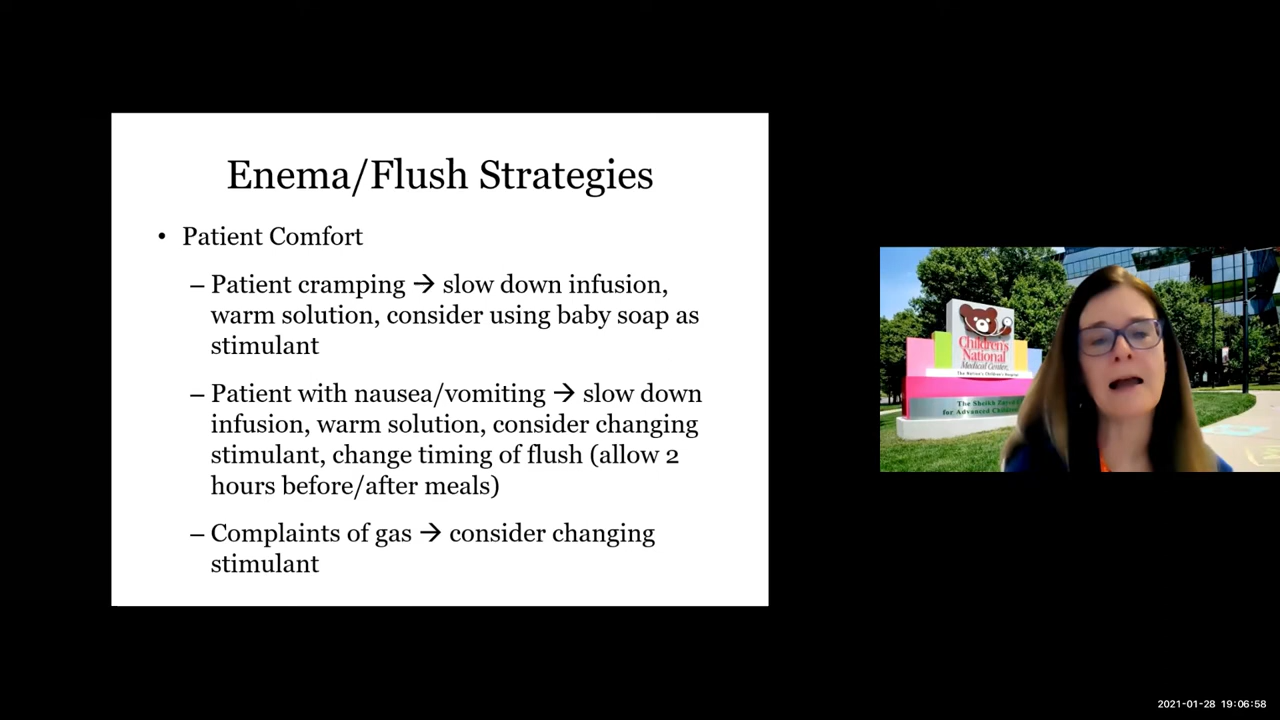 Enema/Flush Strategies
• Patient Comfort
– Patient cramping → slow down infusion,
warm solution, consider using baby soap as
stimulant
– Patient with nausea/vomiting → slow down
infusion, warm solution, consider changing
stimulant, change timing of flush (allow 2
hours before/after meals)
– Complaints of gas → consider changing
stimulant
Children's
National
Medical Center
The Sheikh Zayed
for Advanced
2021-01-28 19:06:58